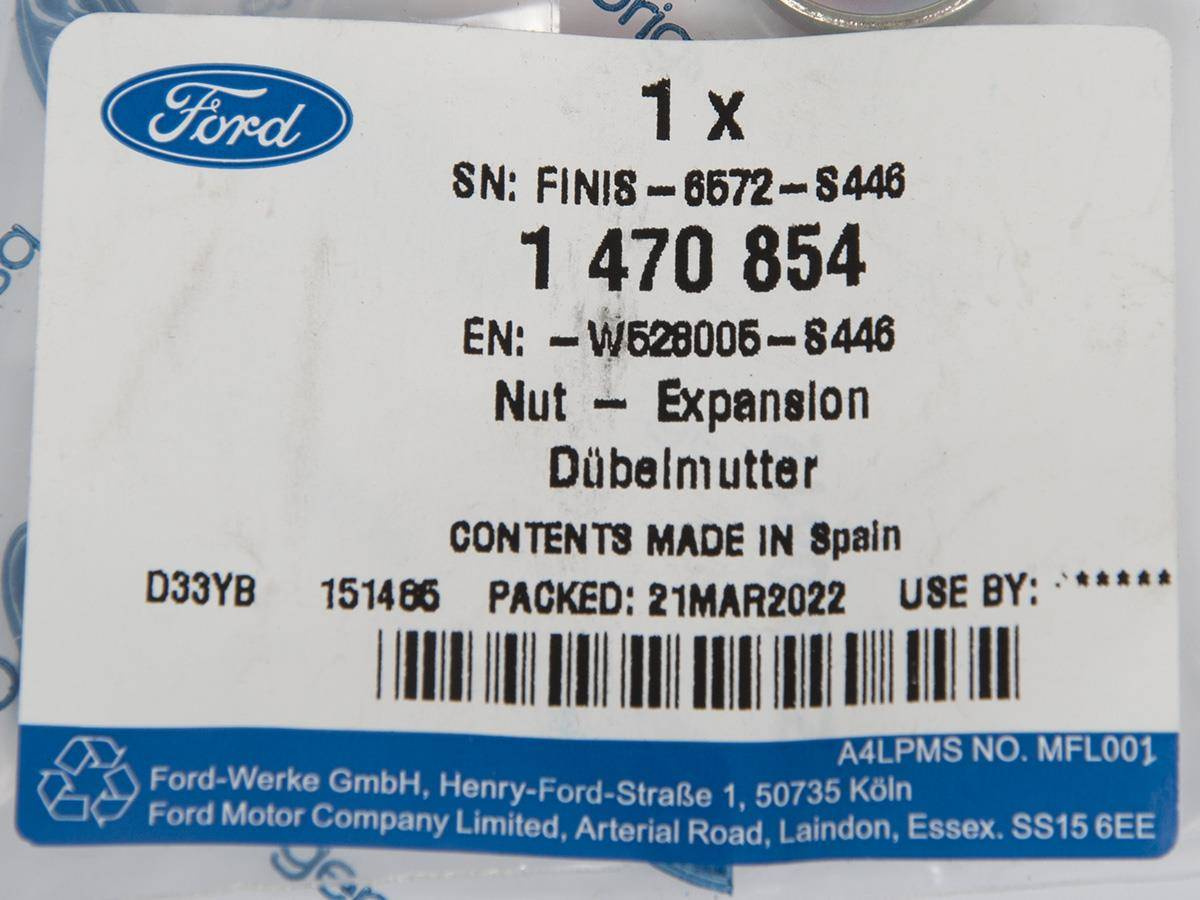 Ford
1 x
SN: FINIS-6572-S446
1 470 854
EN: -W528005-S446
Nut - Expansion
Dübelmutter
CONTENTS MADE IN Spain
D33YB 151485 PACKED: 21MAR2022 USE BY: ******
A4LPMS NO. MFL001
Ford-Werke GmbH, Henry-Ford-Straße 1, 50735 Köln
Ford Motor Company Limited, Arterial Road, Laindon, Essex. SS15 6EE